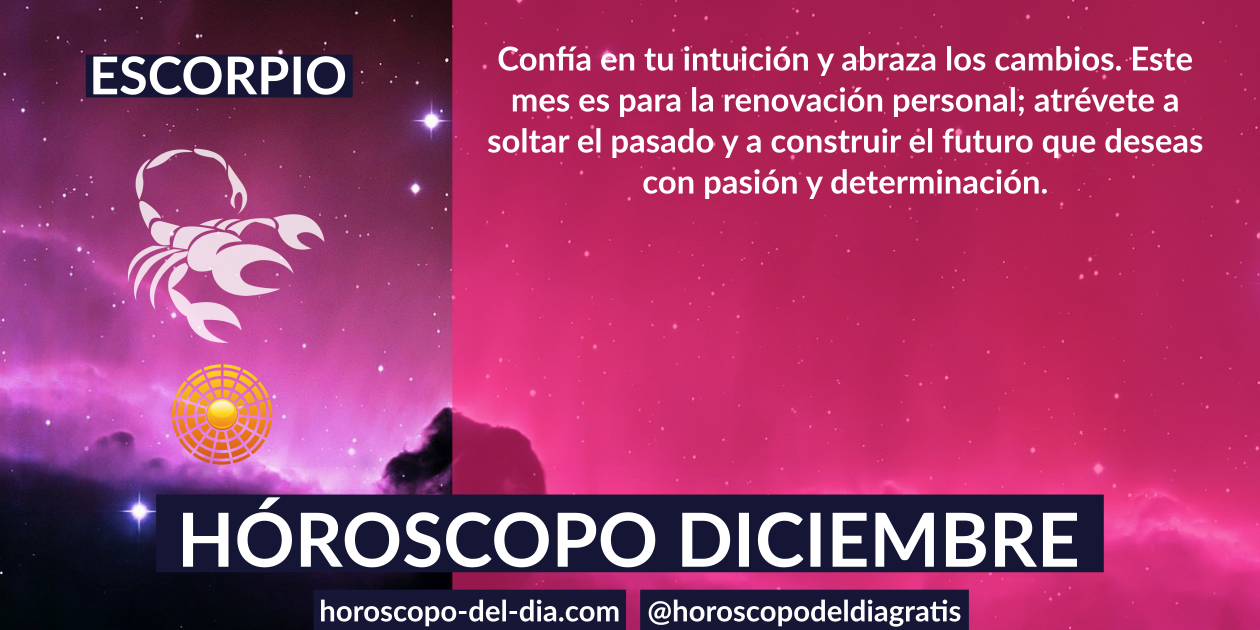 ESCORPIO
Confía en tu intuición y abraza los cambios. Este
mes es para la renovación personal; atrévete a
soltar el pasado y a construir el futuro que deseas
con pasión y determinación.
HÓROSCOPO DICIEMBRE
horoscopo-del-dia.com
@horoscopodeldiagratis